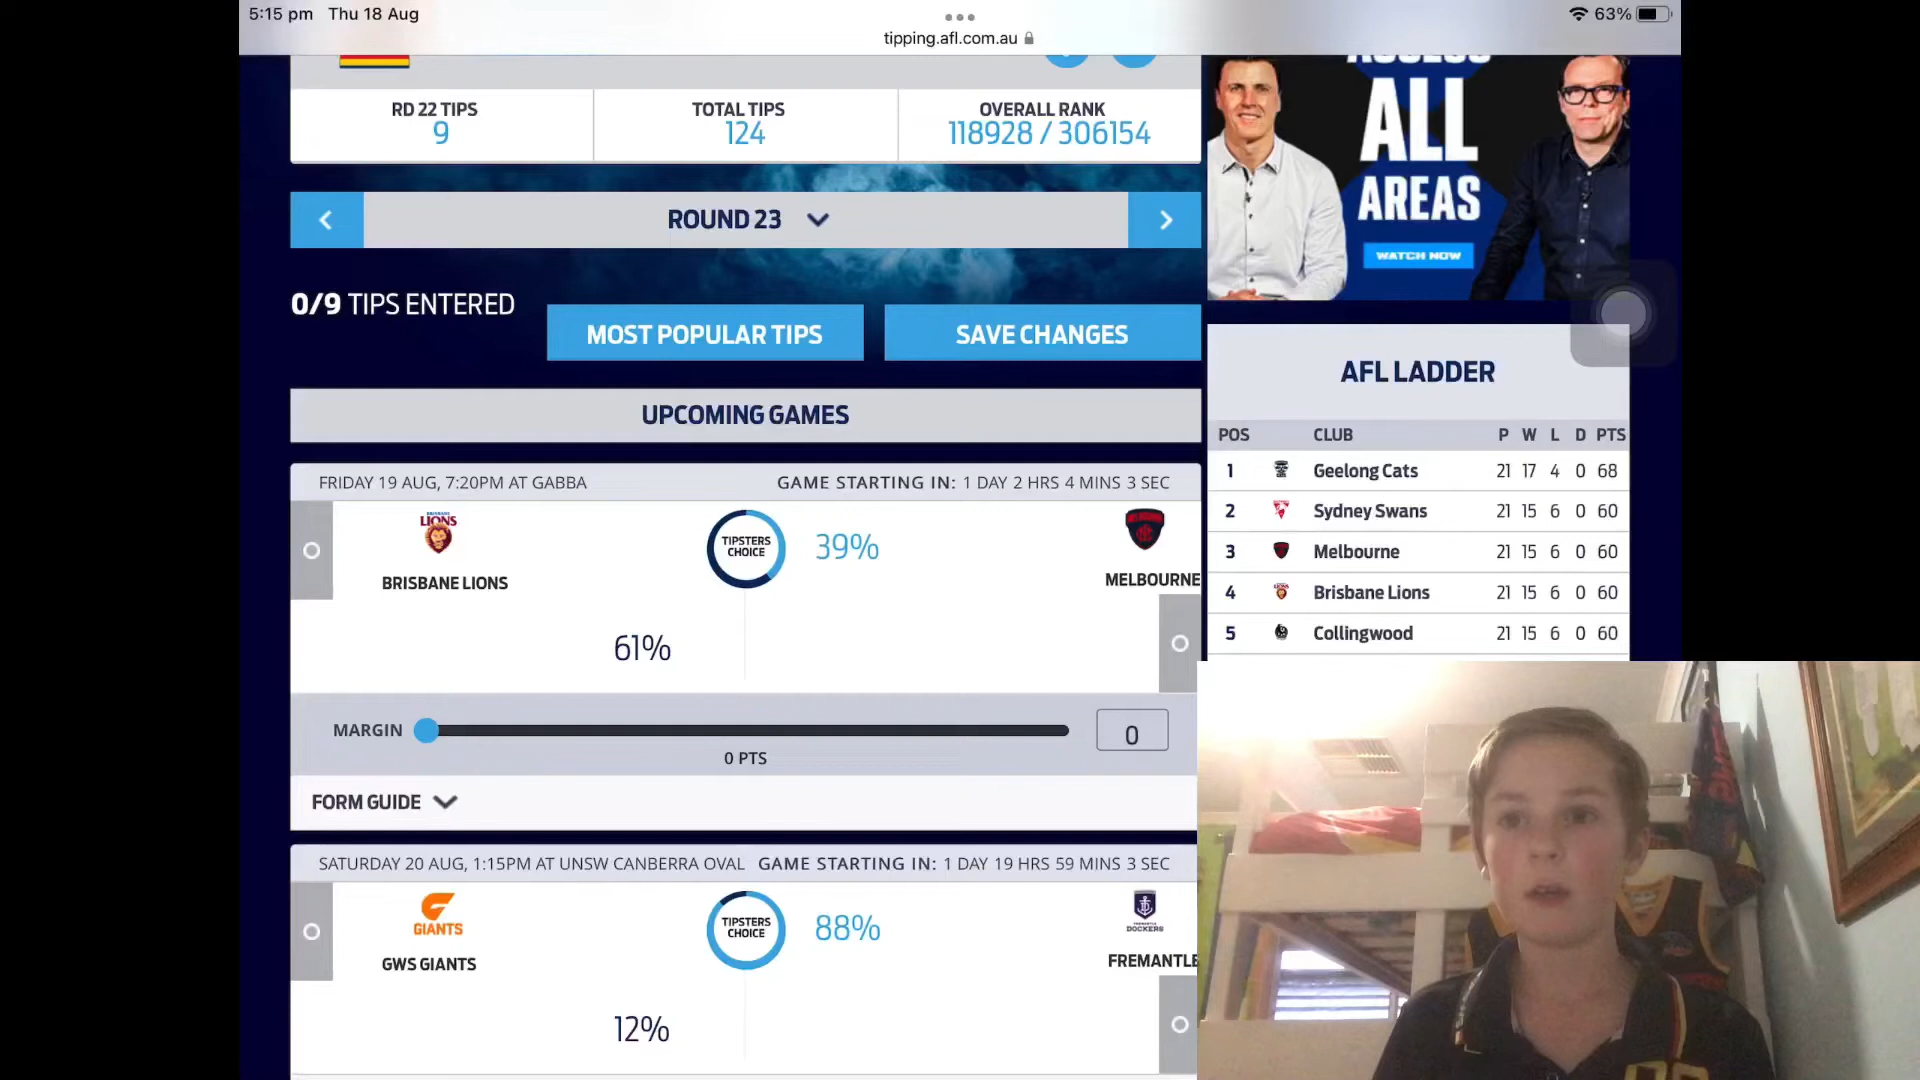 5:15 pm Thu 18 Aug
63%
tipping.afl.com.au
RD 22 TIPS
9
TOTAL TIPS
124
OVERALL RANK
118928 / 306154
ROUND 23
0/9 TIPS ENTERED
MOST POPULAR TIPS
SAVE CHANGES
UPCOMING GAMES
FRIDAY 19 AUG, 7:20PM AT GABBA
GAME STARTING IN: 1 DAY 2 HRS 4 MINS 3 SEC
LIONS
BRISBANE LIONS
TIPSTERS
CHOICE
39%
MELBOURNE
61%
MARGIN
0
0 PTS
FORM GUIDE
SATURDAY 20 AUG, 1:15PM AT UNSW CANBERRA OVAL
GAME STARTING IN: 1 DAY 19 HRS 59 MINS 3 SEC
GIANTS
GWS GIANTS
TIPSTERS
CHOICE
88%
DOCKERS
FREMANTLE
12%
ACCESS
ALL
AREAS
WATCH NOW
AFL LADDER
POS CLUB P W L D PTS
1 Geelong Cats 21 17 4 0 68
2 Sydney Swans 21 15 6 0 60
3 Melbourne 21 15 6 0 60
4 Brisbane Lions 21 15 6 0 60
5 Collingwood 21 15 6 0 60